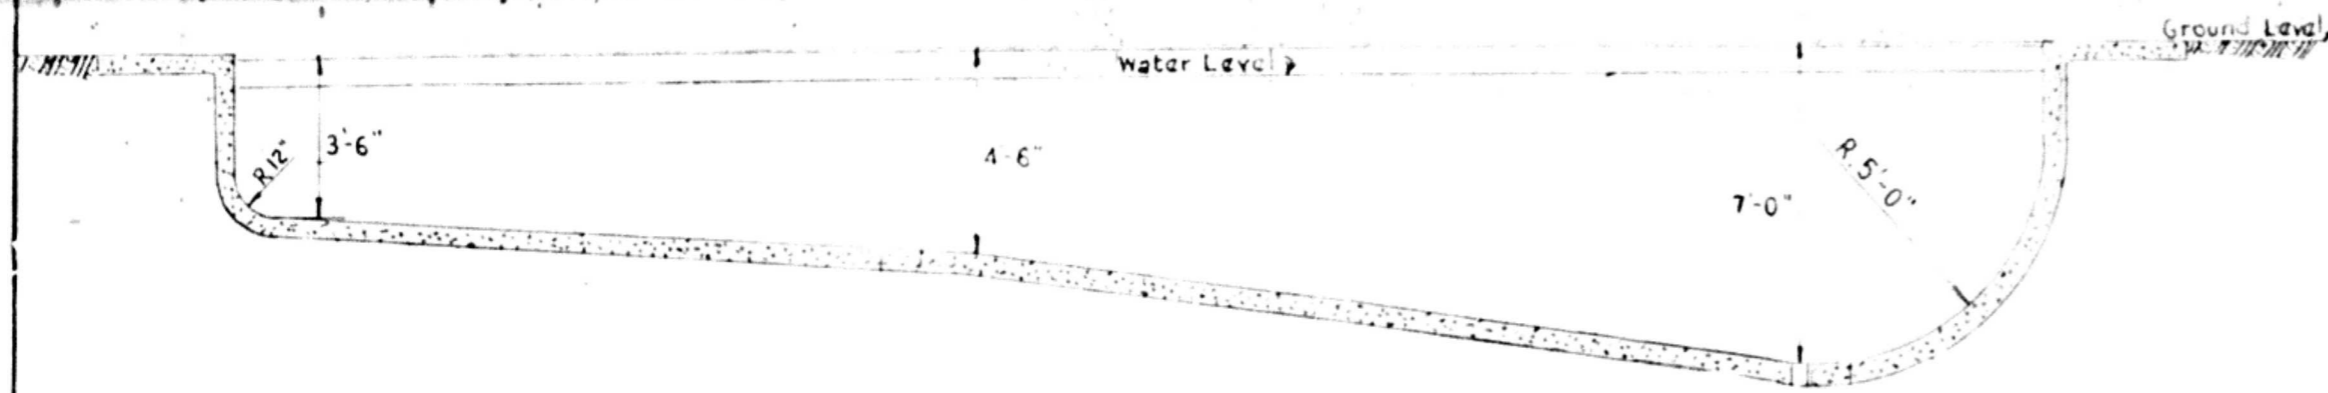 Ground Level
Water Level
3'-6"
R12"
4-6"
R. 5'-0"
7'-0"